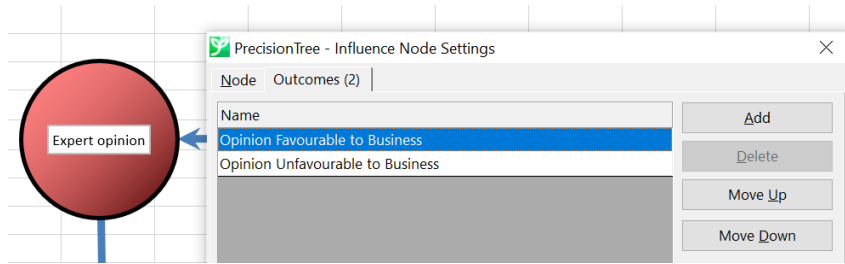 PrecisionTree - Influence Node Settings
Node Outcomes (2)
Name
Opinion Favourable to Business
Opinion Unfavourable to Business
Add
Delete
Move Up
Move Down
Expert opinion